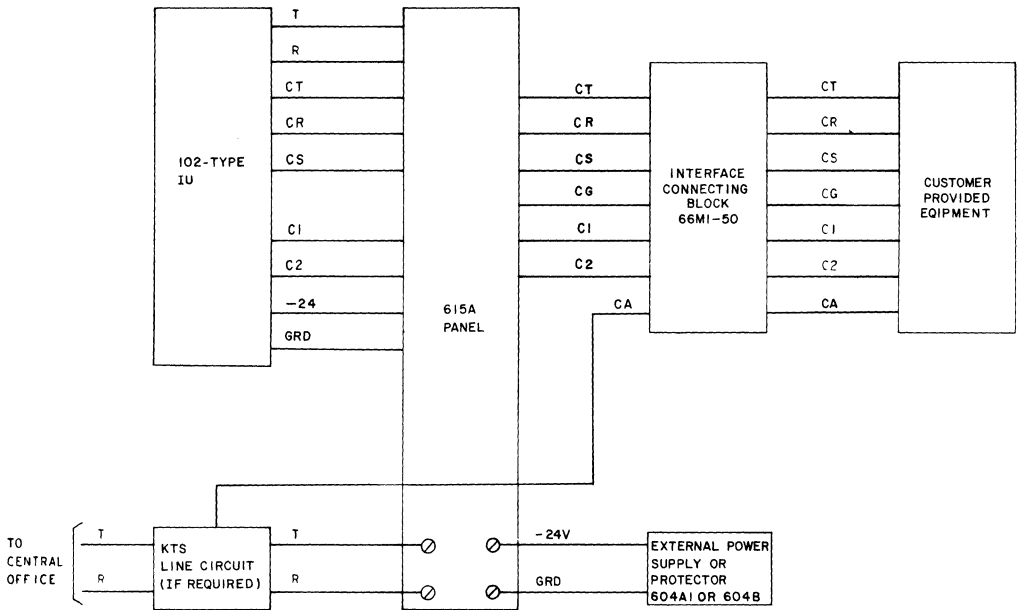 T
R
CT
CR
CS
C1
C2
-24
GRD
102-TYPE
IU
615A
PANEL
CT
CR
CS
CG
C1
C2
CA
INTERFACE
CONNECTING
BLOCK
66M1-50
CT
CR
CS
CG
C1
C2
CA
CUSTOMER
PROVIDED
EQIPMENT
TO
CENTRAL
OFFICE
T
R
KTS
LINE CIRCUIT
(IF REQUIRED)
T
R
-24V
GRD
EXTERNAL POWER
SUPPLY OR
PROTECTOR
604A1 OR 604B